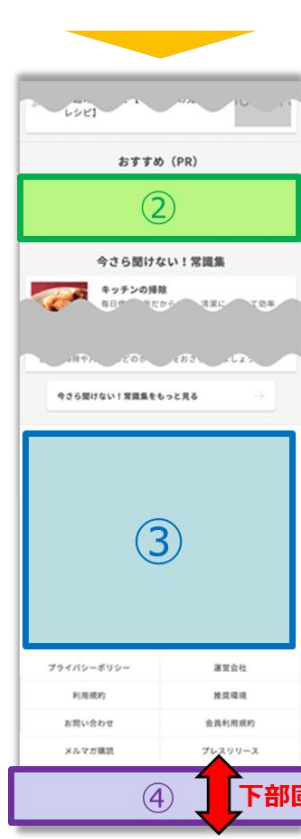 レシピ】
おすすめ（PR）
②
今さら聞けない！常識集
キッチンの掃除
今さら聞けない！常識集をもっと見る →
③
プライバシーポリシー 運営会社
利用規約 推奨環境
お問い合わせ 会員利用規約
メルマガ購読 プレスリリース
④ 下部固